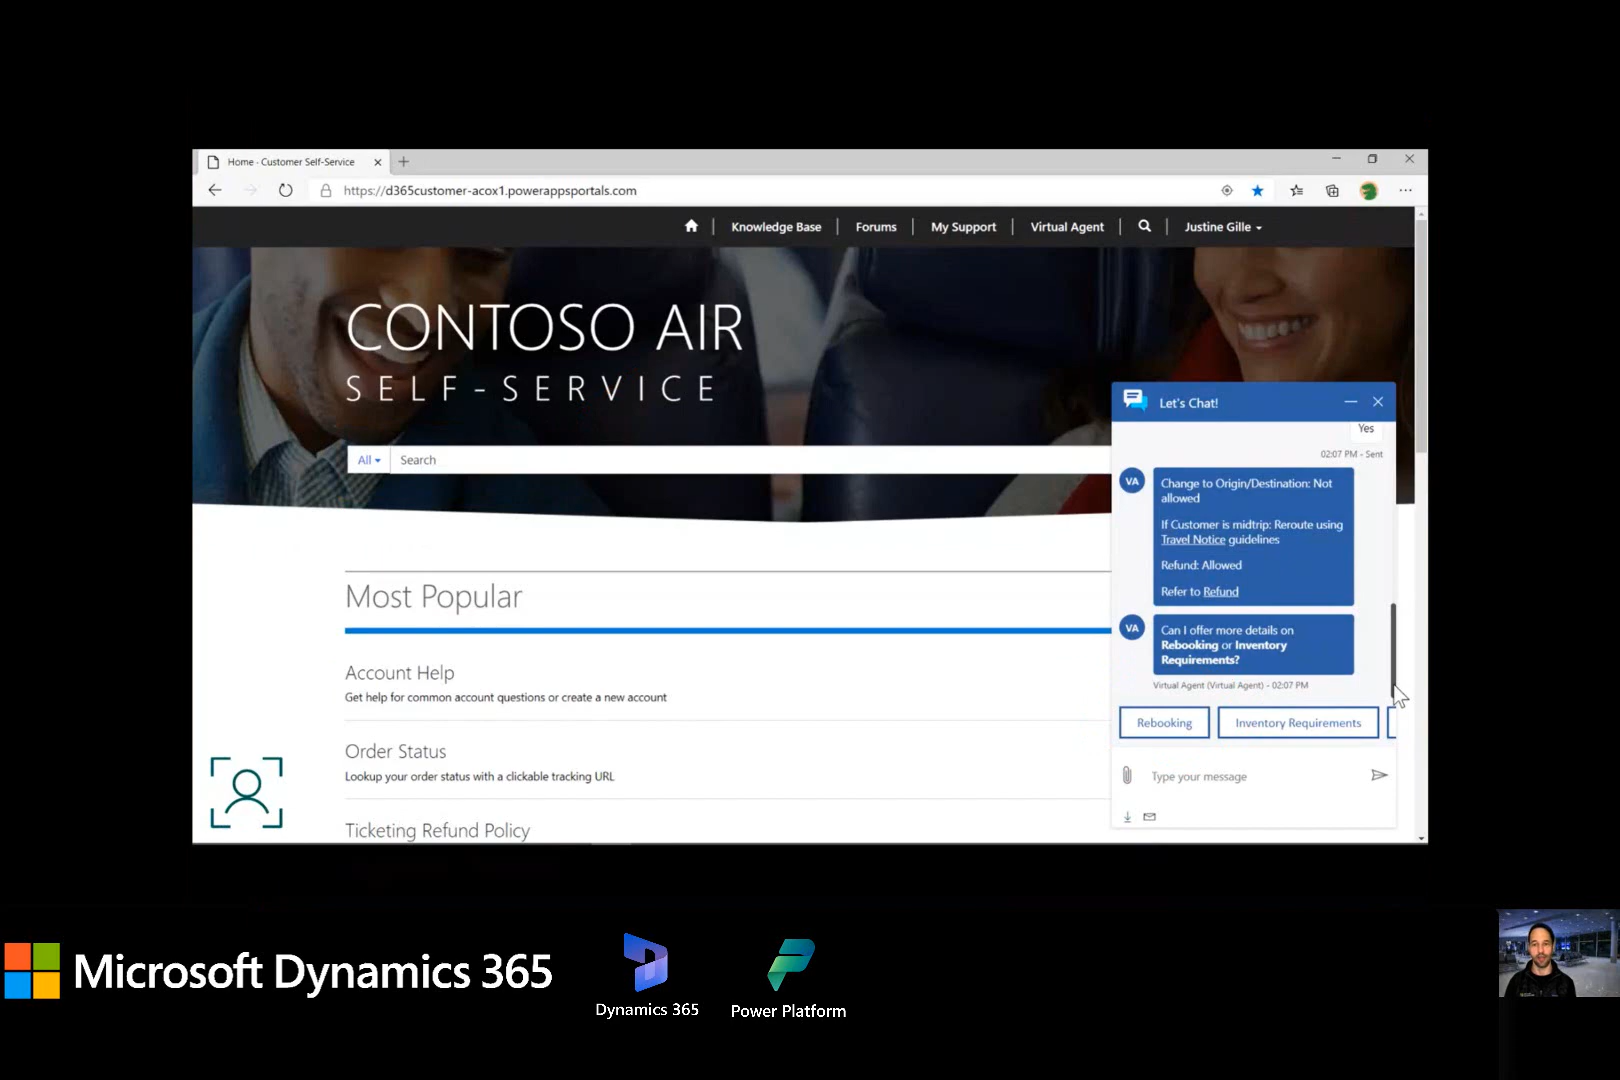 Home - Customer Self-Service
https://d365customer-acox1.powerappsportals.com
Knowledge Base
Forums
My Support
Virtual Agent
Justine Gille
CONTOSO AIR
SELF-SERVICE
All
Search
Most Popular
Account Help
Get help for common account questions or create a new account
Order Status
Lookup your order status with a clickable tracking URL
Ticketing Refund Policy
Let's Chat!
Yes
02:07 PM - Sent
VA
Change to Origin/Destination: Not
allowed
If Customer is midtrip: Reroute using
Travel Notice guidelines
Refund: Allowed
Refer to Refund
VA
Can I offer more details on
Rebooking or Inventory
Requirements?
Virtual Agent (Virtual Agent) - 02:07 PM
Rebooking
Inventory Requirements
Type your message
Microsoft Dynamics 365
Dynamics 365
Power Platform